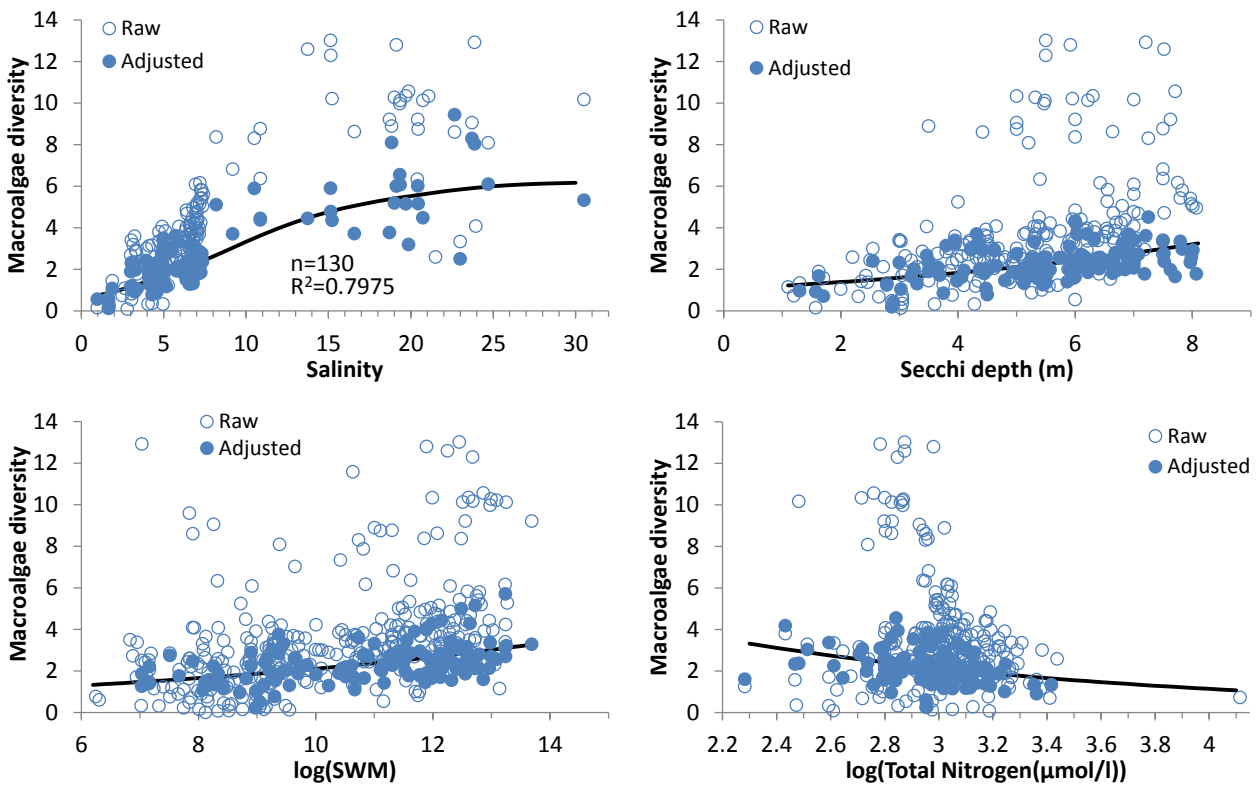 Macroalgae diversity
14
12
10
8
6
4
2
0
Raw
Adjusted
n=130
R²=0.7975
0 5 10 15 20 25 30
Salinity
Macroalgae diversity
14
12
10
8
6
4
2
0
Raw
Adjusted
0 2 4 6 8
Secchi depth (m)
Macroalgae diversity
14
12
10
8
6
4
2
0
Raw
Adjusted
6 8 10 12 14
log(SWM)
Macroalgae diversity
14
12
10
8
6
4
2
0
Raw
Adjusted
2.2 2.4 2.6 2.8 3 3.2 3.4 3.6 3.8 4
log(Total Nitrogen(µmol/l))